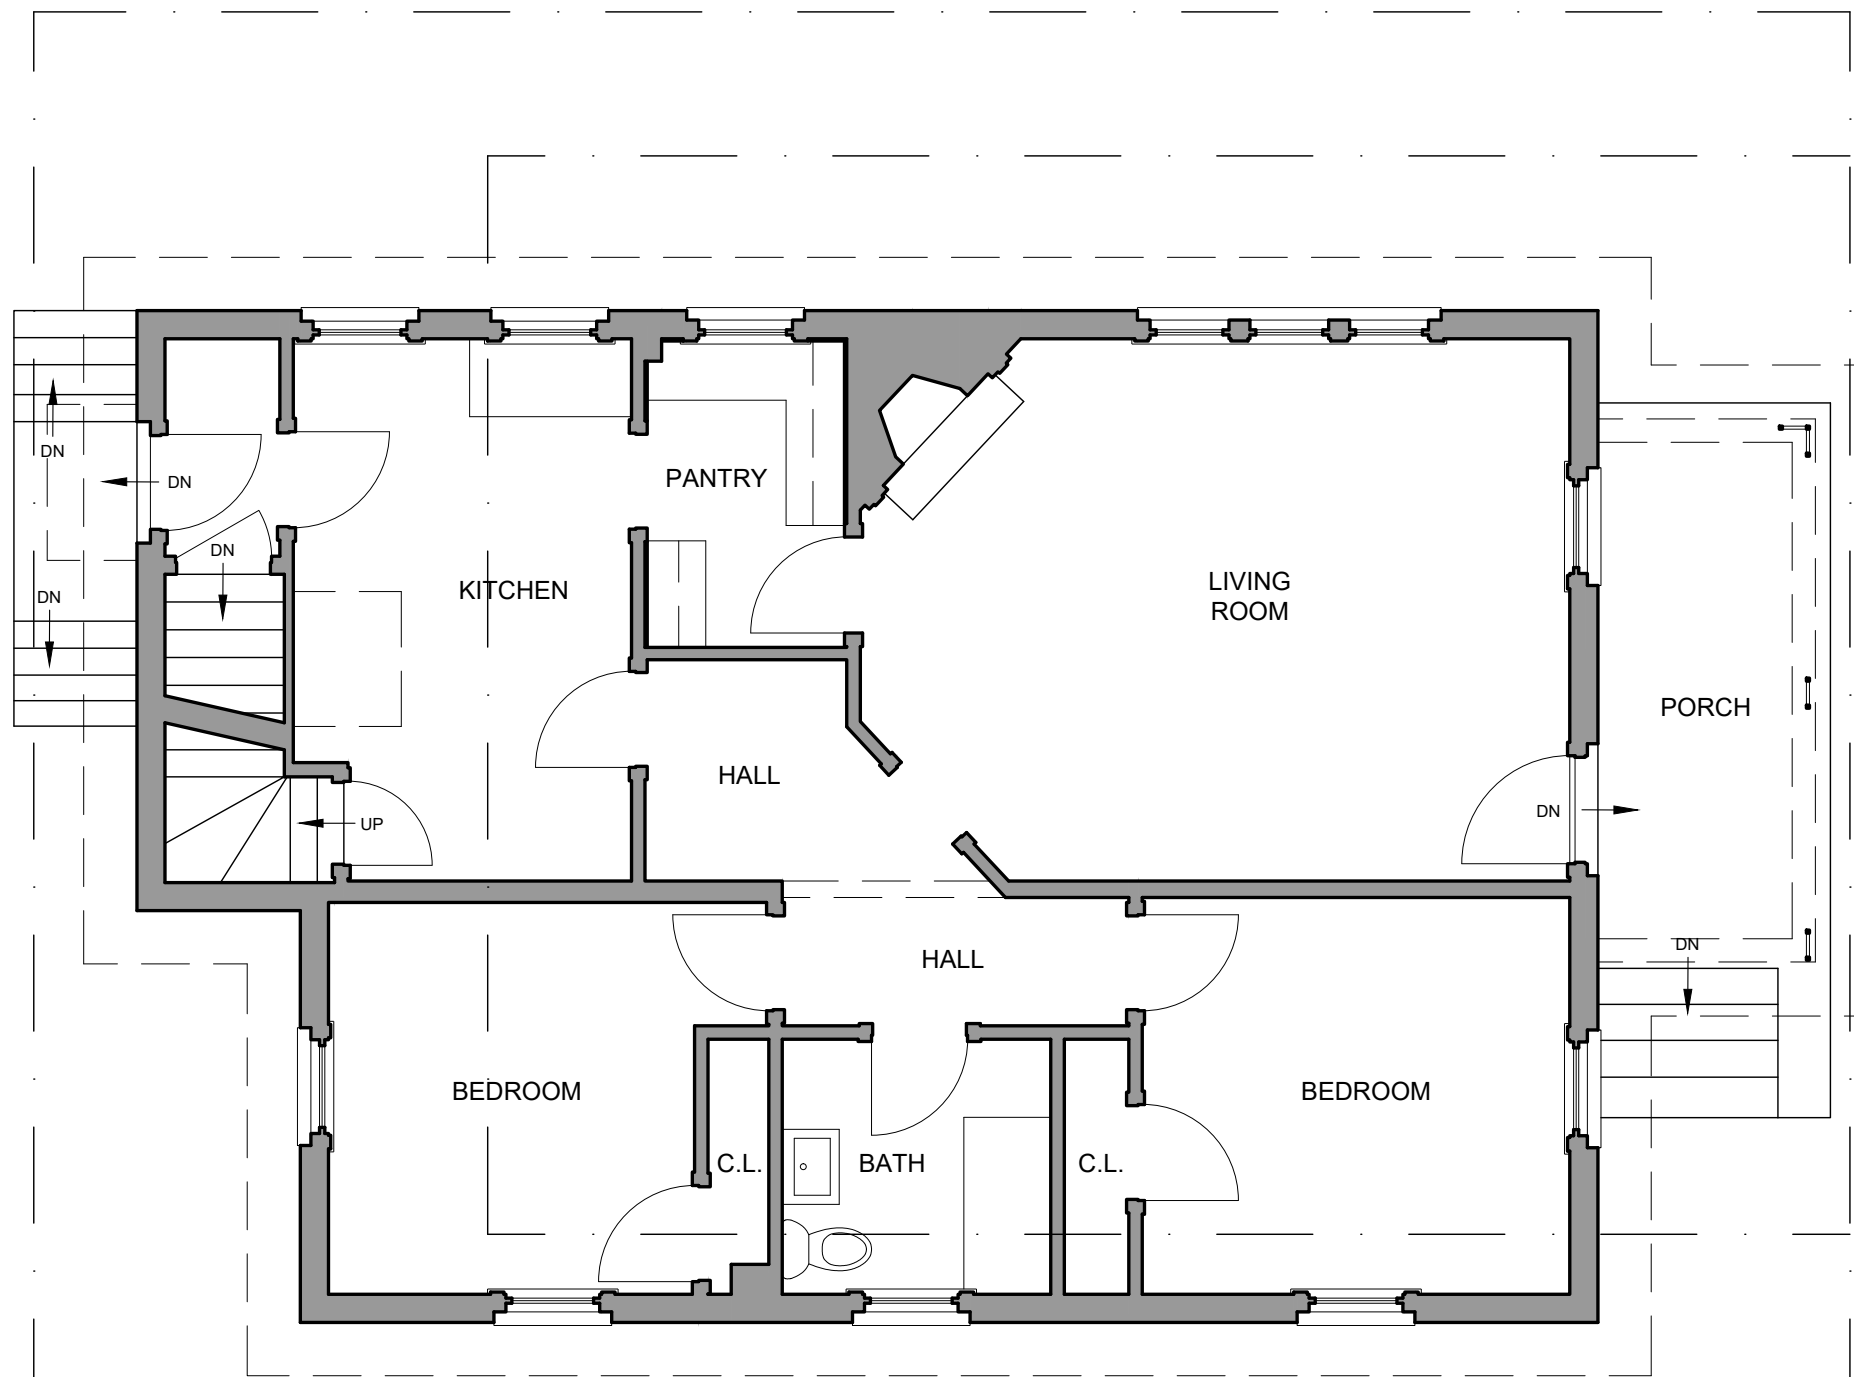 DN
DN
PANTRY
DN
KITCHEN
LIVING
ROOM
DN
PORCH
HALL
DN
UP
DN
HALL
BEDROOM
BEDROOM
C.L.
BATH
C.L.